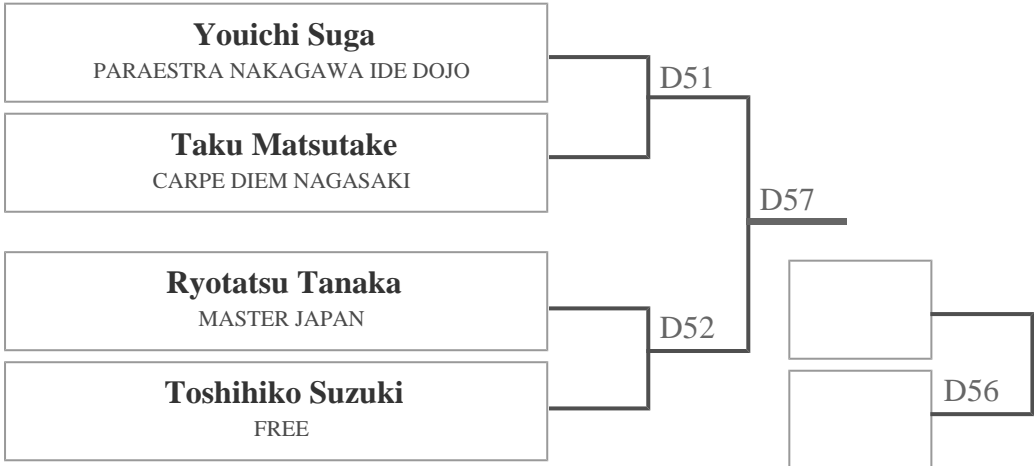 Youichi Suga
PARAESTRA NAKAGAWA IDE DOJO
D51
Taku Matsutake
CARPE DIEM NAGASAKI
D57
Ryotatsu Tanaka
MASTER JAPAN
D52
Toshihiko Suzuki
FREE
D56